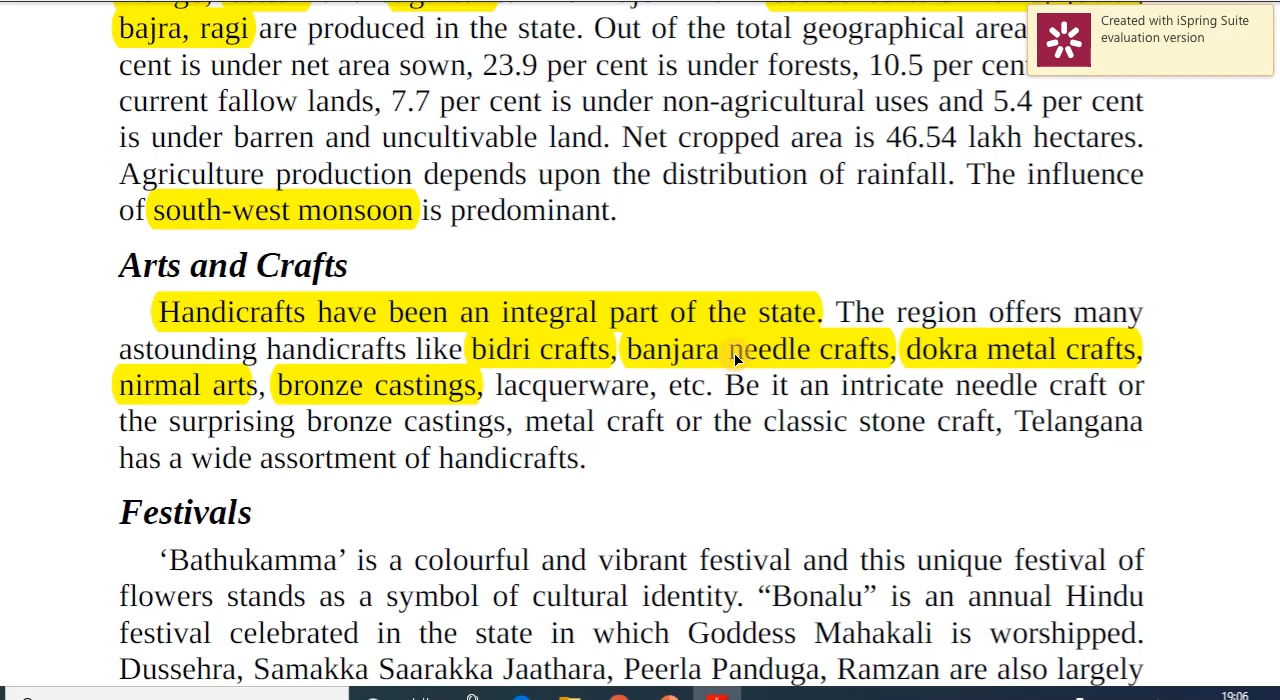 bajra, ragi are produced in the state. Out of the total geographical area
Created with iSpring Suite
evaluation version
cent is under net area sown, 23.9 per cent is under forests, 10.5 per cent
current fallow lands, 7.7 per cent is under non-agricultural uses and 5.4 per cent
is under barren and uncultivable land. Net cropped area is 46.54 lakh hectares.
Agriculture production depends upon the distribution of rainfall. The influence
of south-west monsoon is predominant.
Arts and Crafts
Handicrafts have been an integral part of the state. The region offers many
astounding handicrafts like bidri crafts, banjara needle crafts, dokra metal crafts,
nirmal arts, bronze castings, lacquerware, etc. Be it an intricate needle craft or
the surprising bronze castings, metal craft or the classic stone craft, Telangana
has a wide assortment of handicrafts.
Festivals
‘Bathukamma’ is a colourful and vibrant festival and this unique festival of
flowers stands as a symbol of cultural identity. “Bonalu” is an annual Hindu
festival celebrated in the state in which Goddess Mahakali is worshipped.
Dussehra, Samakka Saarakka Jaathara, Peerla Panduga, Ramzan are also largely
19:06